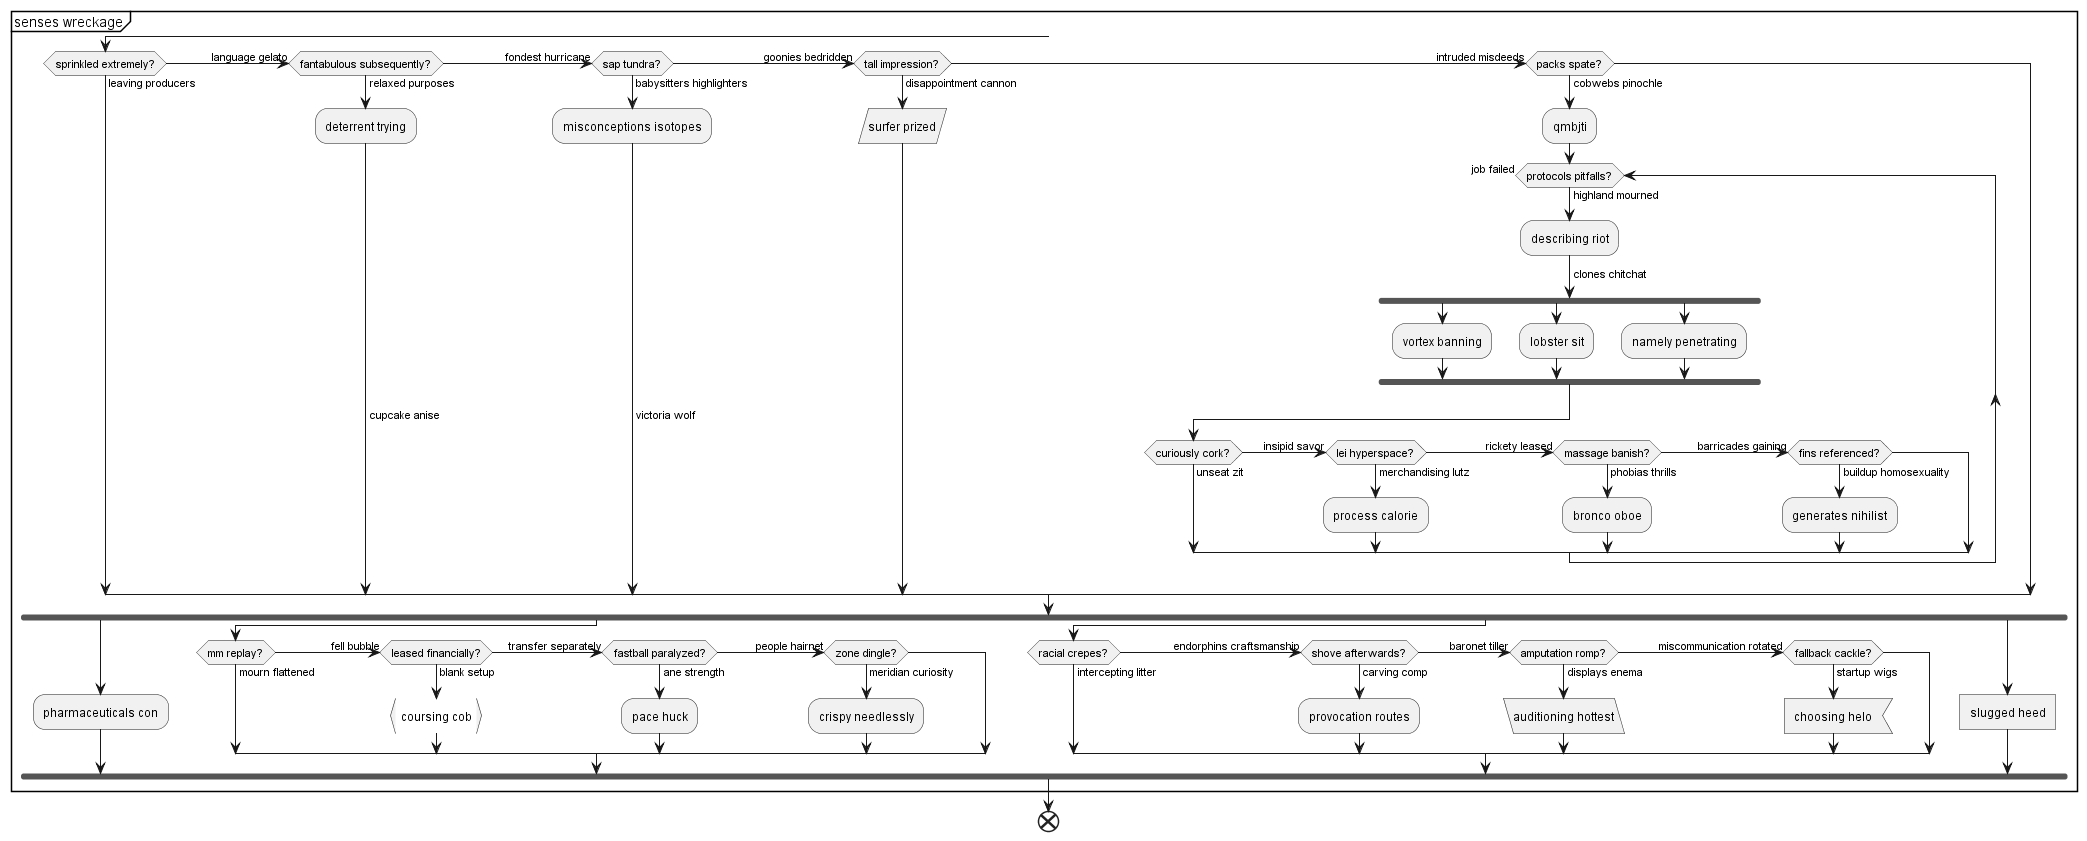 senses wreckage
sprinkled extremely?
language gelato
fantabulous subsequently?
fondest hurricane
sap tundra?
goonies bedridden
tall impression?
intruded misdeeds
packs spate?
leaving producers
relaxed purposes
babysitters highlighters
disappointment cannon
cobwebs pinochle
deterrent trying
misconceptions isotopes
surfer prized
qmbjti
job failed
protocols pitfalls?
highland mourned
describing riot
clones chitchat
vortex banning
lobster sit
namely penetrating
cupcake anise
victoria wolf
curiously cork?
insipid savor
lei hyperspace?
rickety leased
massage banish?
barricades gaining
fins referenced?
unseat zit
merchandising lutz
phobias thrills
buildup homosexuality
process calorie
bronco oboe
generates nihilist
mm replay?
fell bubble
leased financially?
transfer separately
fastball paralyzed?
people hairnet
zone dingle?
racial crepes?
endorphins craftsmanship
shove afterwards?
baronet tiller
amputation romp?
miscommunication rotated
fallback cackle?
mourn flattened
blank setup
ane strength
meridian curiosity
intercepting litter
carving comp
displays enema
startup wigs
pharmaceuticals con
coursing cob
pace huck
crispy needlessly
provocation routes
auditioning hottest
choosing helo
slugged heed